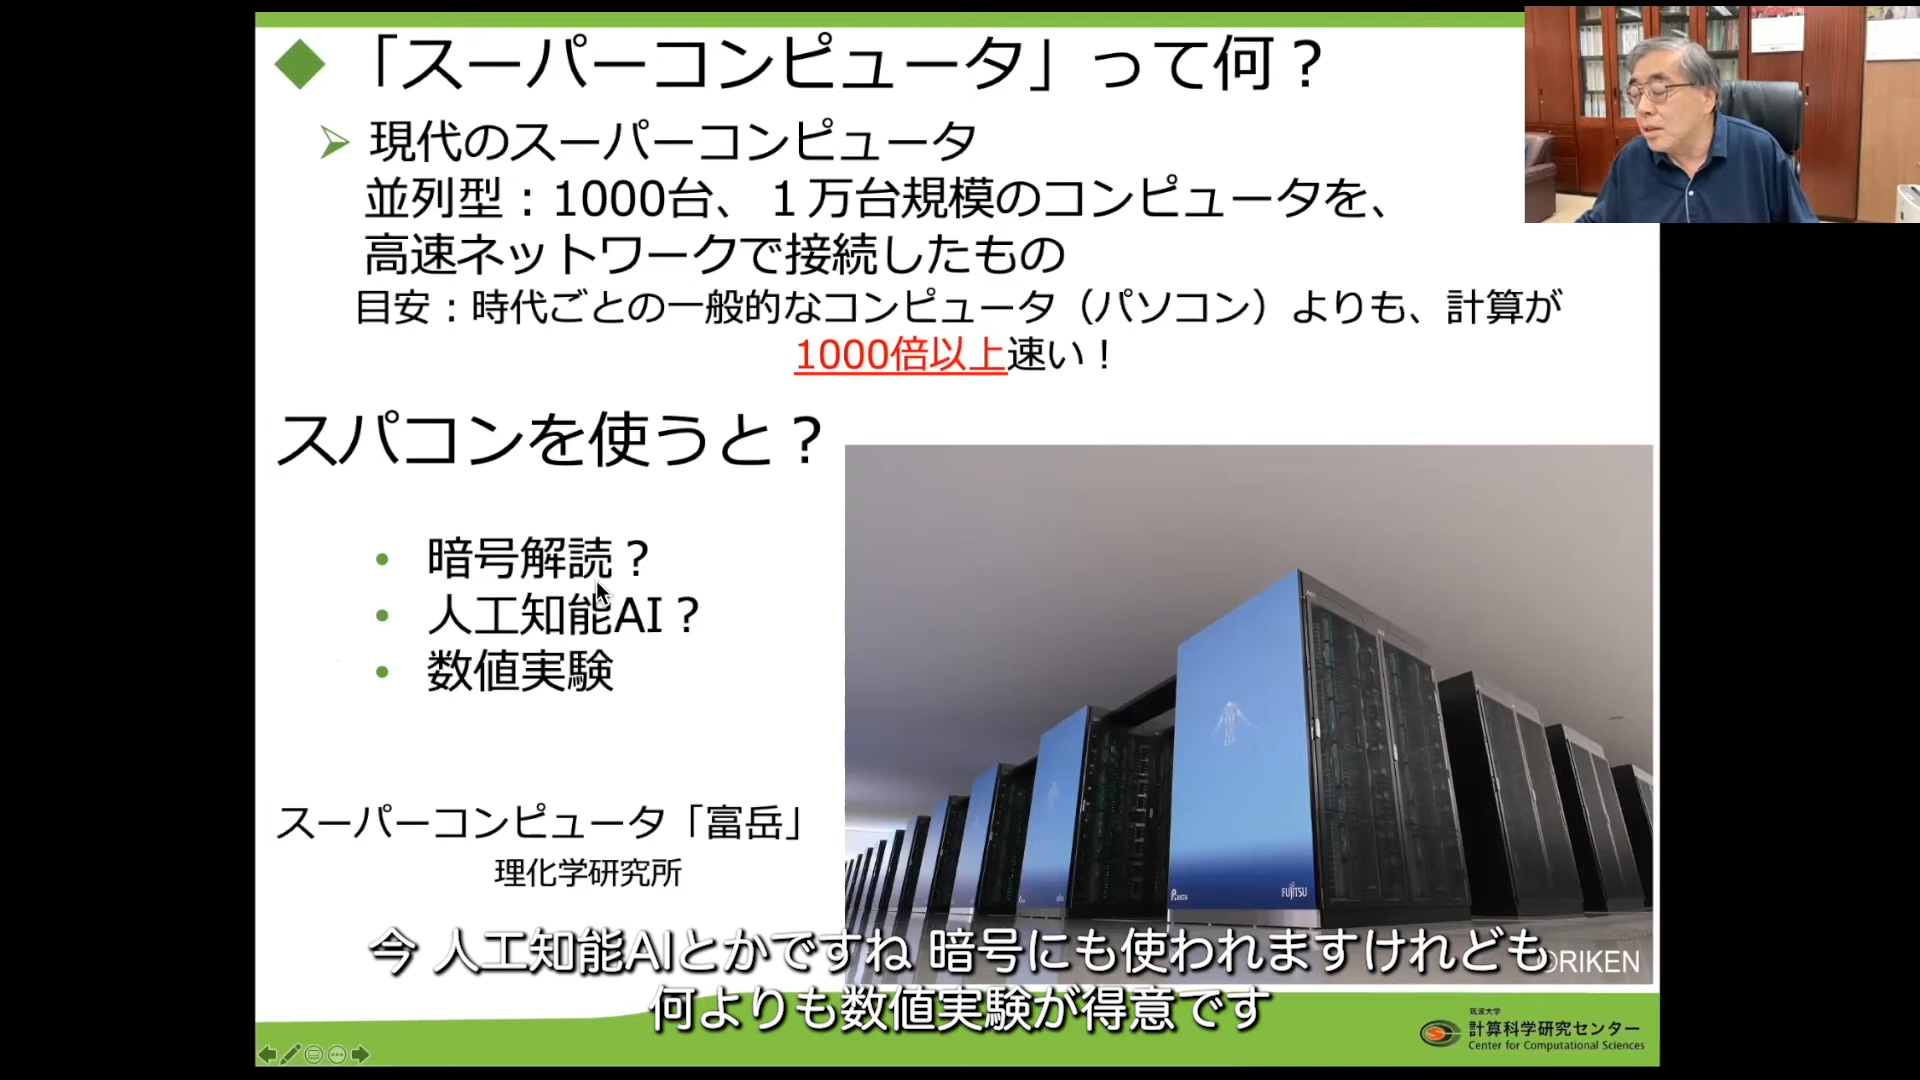 「スーパーコンピュータ」って何？
現代のスーパーコンピュータ
並列型：1000台、１万台規模のコンピュータを、
高速ネットワークで接続したもの
目安：時代ごとの一般的なコンピュータ（パソコン）よりも、計算が
1000倍以上速い！
スパコンを使うと？
暗号解読？
人工知能AI？
数値実験
スーパーコンピュータ「富岳」
理化学研究所
富岳
FUJITSU
©RIKEN
今 人工知能AIとかですね 暗号にも使われますけれども
何よりも数値実験が得意です
筑波大学
計算科学研究センター
Center for Computational Sciences